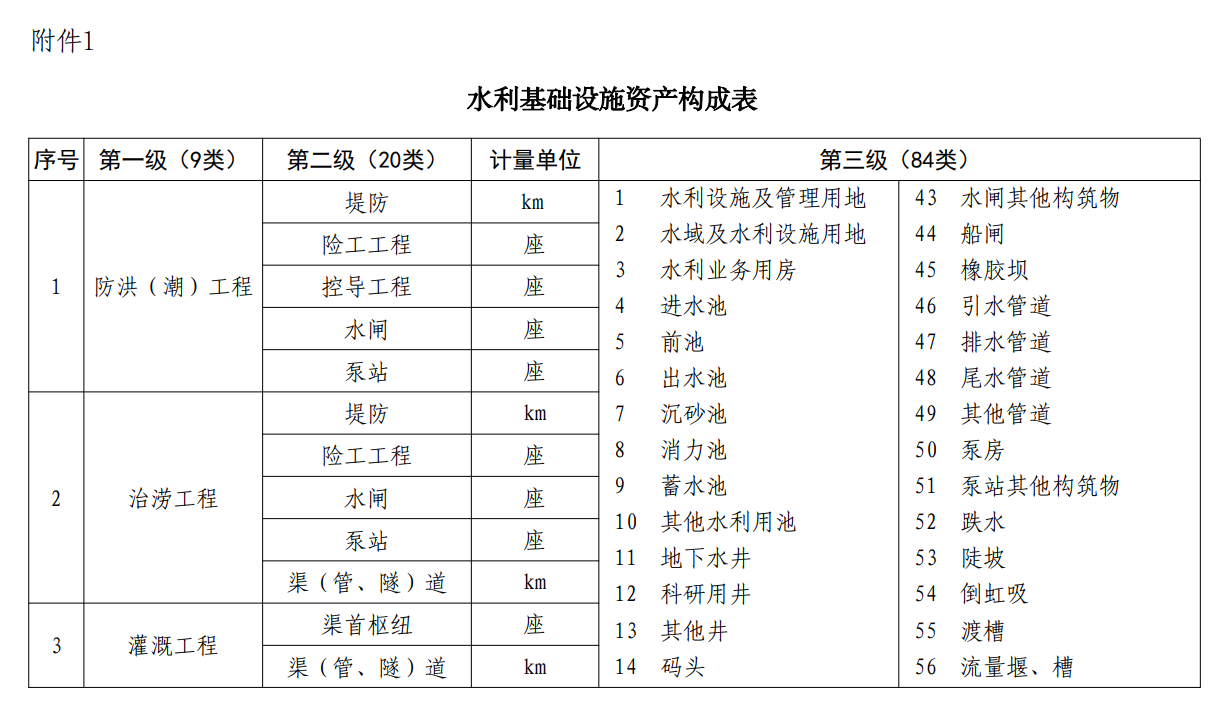 附件1
水利基础设施资产构成表
序号 第一级（9类） 第二级（20类） 计量单位 第三级（84类）
1 防洪（潮）工程
堤防 km
险工工程 座
控导工程 座
水闸 座
泵站 座
2 治涝工程
堤防 km
险工工程 座
水闸 座
泵站 座
渠（管、隧）道 km
3 灌溉工程
渠首枢纽 座
渠（管、隧）道 km
1 水利设施及管理用地
2 水域及水利设施用地
3 水利业务用房
4 进水池
5 前池
6 出水池
7 沉砂池
8 消力池
9 蓄水池
10 其他水利用池
11 地下水井
12 科研用井
13 其他井
14 码头
43 水闸其他构筑物
44 船闸
45 橡胶坝
46 引水管道
47 排水管道
48 尾水管道
49 其他管道
50 泵房
51 泵站其他构筑物
52 跌水
53 陡坡
54 倒虹吸
55 渡槽
56 流量堰、槽